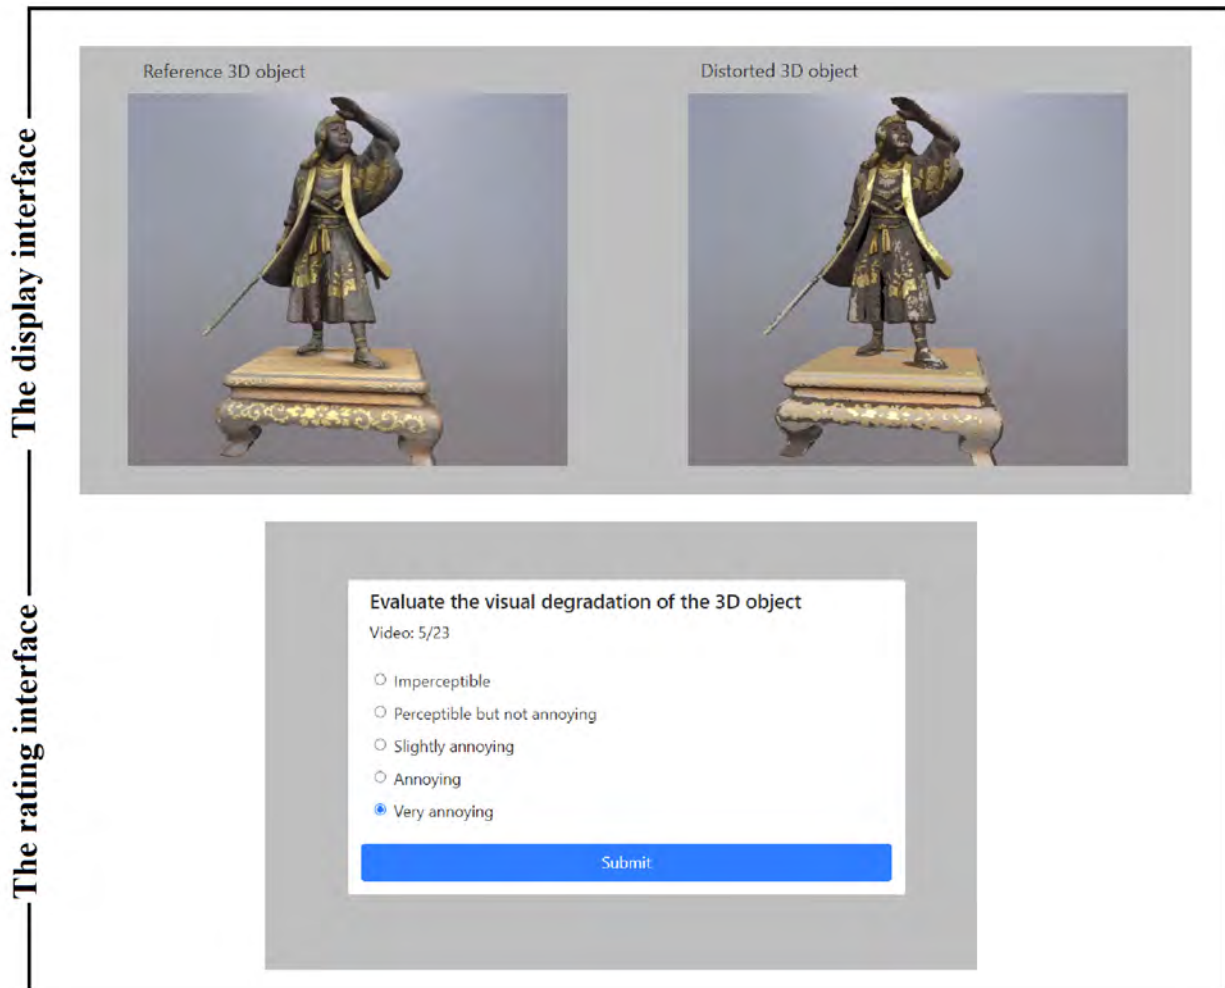 The display interface
Reference 3D object
Distorted 3D object
The rating interface
Evaluate the visual degradation of the 3D object
Video: 5/23
Imperceptible
Perceptible but not annoying
Slightly annoying
Annoying
Very annoying
Submit